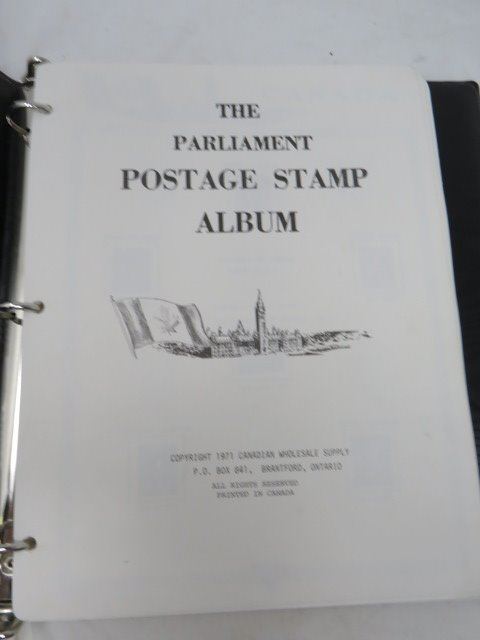 THE
PARLIAMENT
POSTAGE STAMP
ALBUM
COPYRIGHT 1971 CANADIAN WHOLESALE SUPPLY
P.O. BOX 841, BRANTFORD, ONTARIO
ALL RIGHTS RESERVED
PRINTED IN CANADA